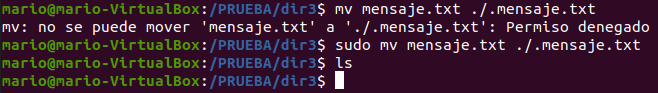 mario@mario-VirtualBox:/PRUEBA/dir3$ mv mensaje.txt ./.mensaje.txt
mv: no se puede mover 'mensaje.txt' a './.mensaje.txt': Permiso denegado
mario@mario-VirtualBox:/PRUEBA/dir3$ sudo mv mensaje.txt ./.mensaje.txt
mario@mario-VirtualBox:/PRUEBA/dir3$ ls
mario@mario-VirtualBox:/PRUEBA/dir3$